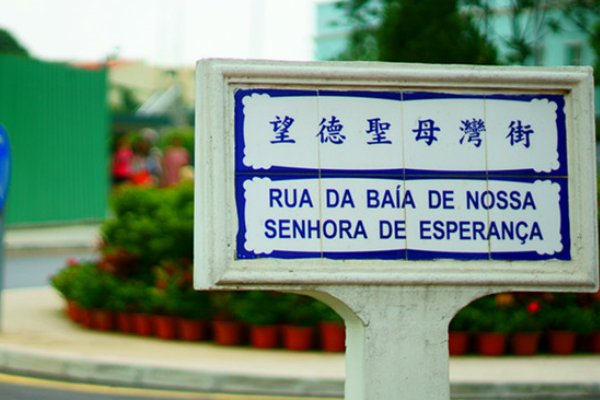 望德聖母灣街
RUA DA BAÍA DE NOSSA
SENHORA DE ESPERANÇA